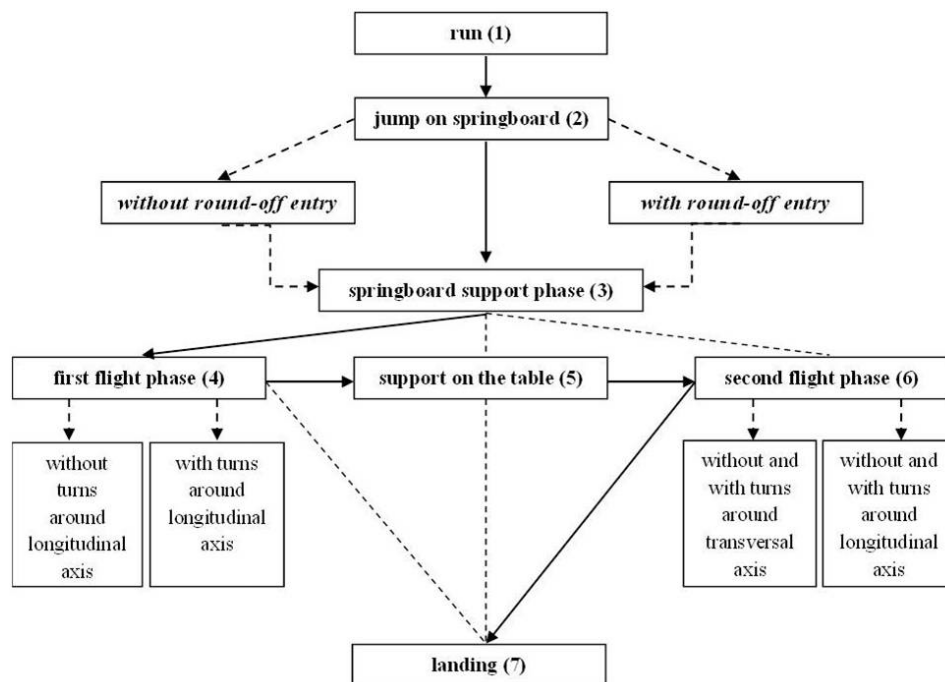 run (1)
jump on springboard (2)
without round-off entry
with round-off entry
springboard support phase (3)
first flight phase (4)
support on the table (5)
second flight phase (6)
without
turns
around
longitudinal
axis
with turns
around
longitudinal
axis
without and
with turns
around
transversal
axis
without and
with turns
around
longitudinal
axis
landing (7)